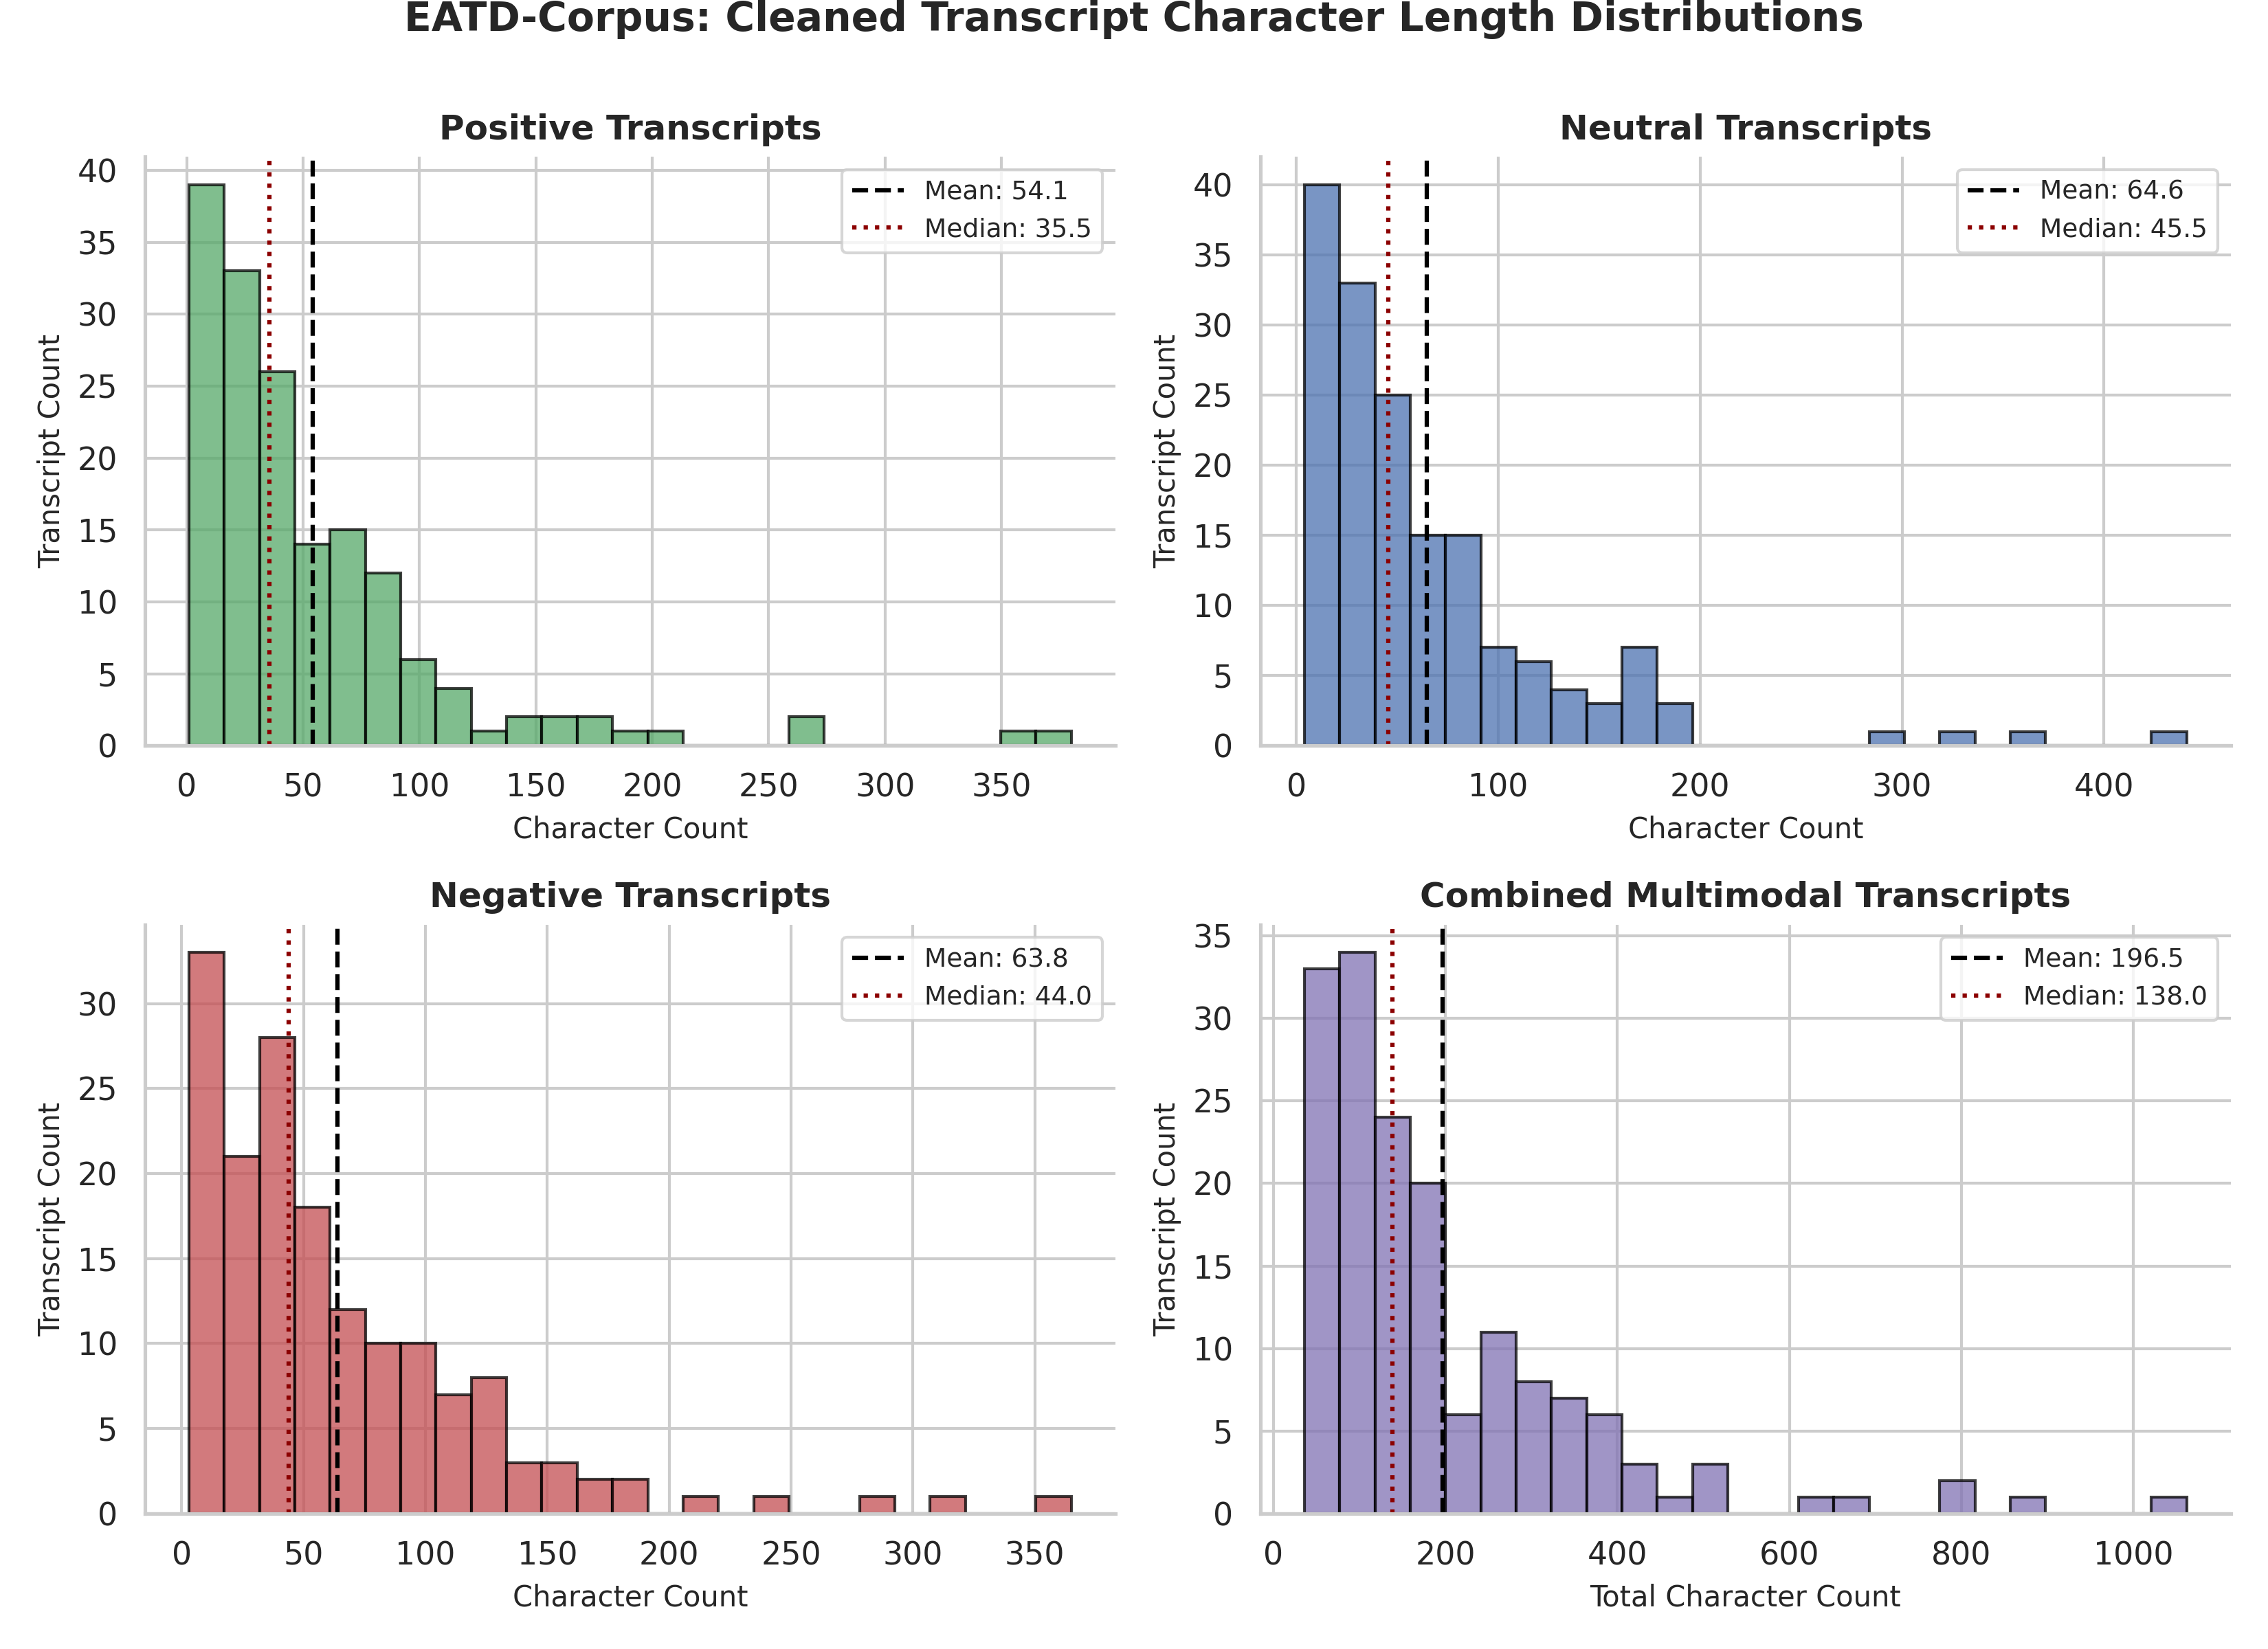 EATD-Corpus: Cleaned Transcript Character Length Distributions
Positive Transcripts
Transcript Count
40
35
30
25
20
15
10
5
0
Mean: 54.1
Median: 35.5
0 50 100 150 200 250 300 350
Character Count
Neutral Transcripts
Transcript Count
40
35
30
25
20
15
10
5
0
Mean: 64.6
Median: 45.5
0 100 200 300 400
Character Count
Negative Transcripts
Transcript Count
30
25
20
15
10
5
0
Mean: 63.8
Median: 44.0
0 50 100 150 200 250 300 350
Character Count
Combined Multimodal Transcripts
Transcript Count
35
30
25
20
15
10
5
0
Mean: 196.5
Median: 138.0
0 200 400 600 800 1000
Total Character Count